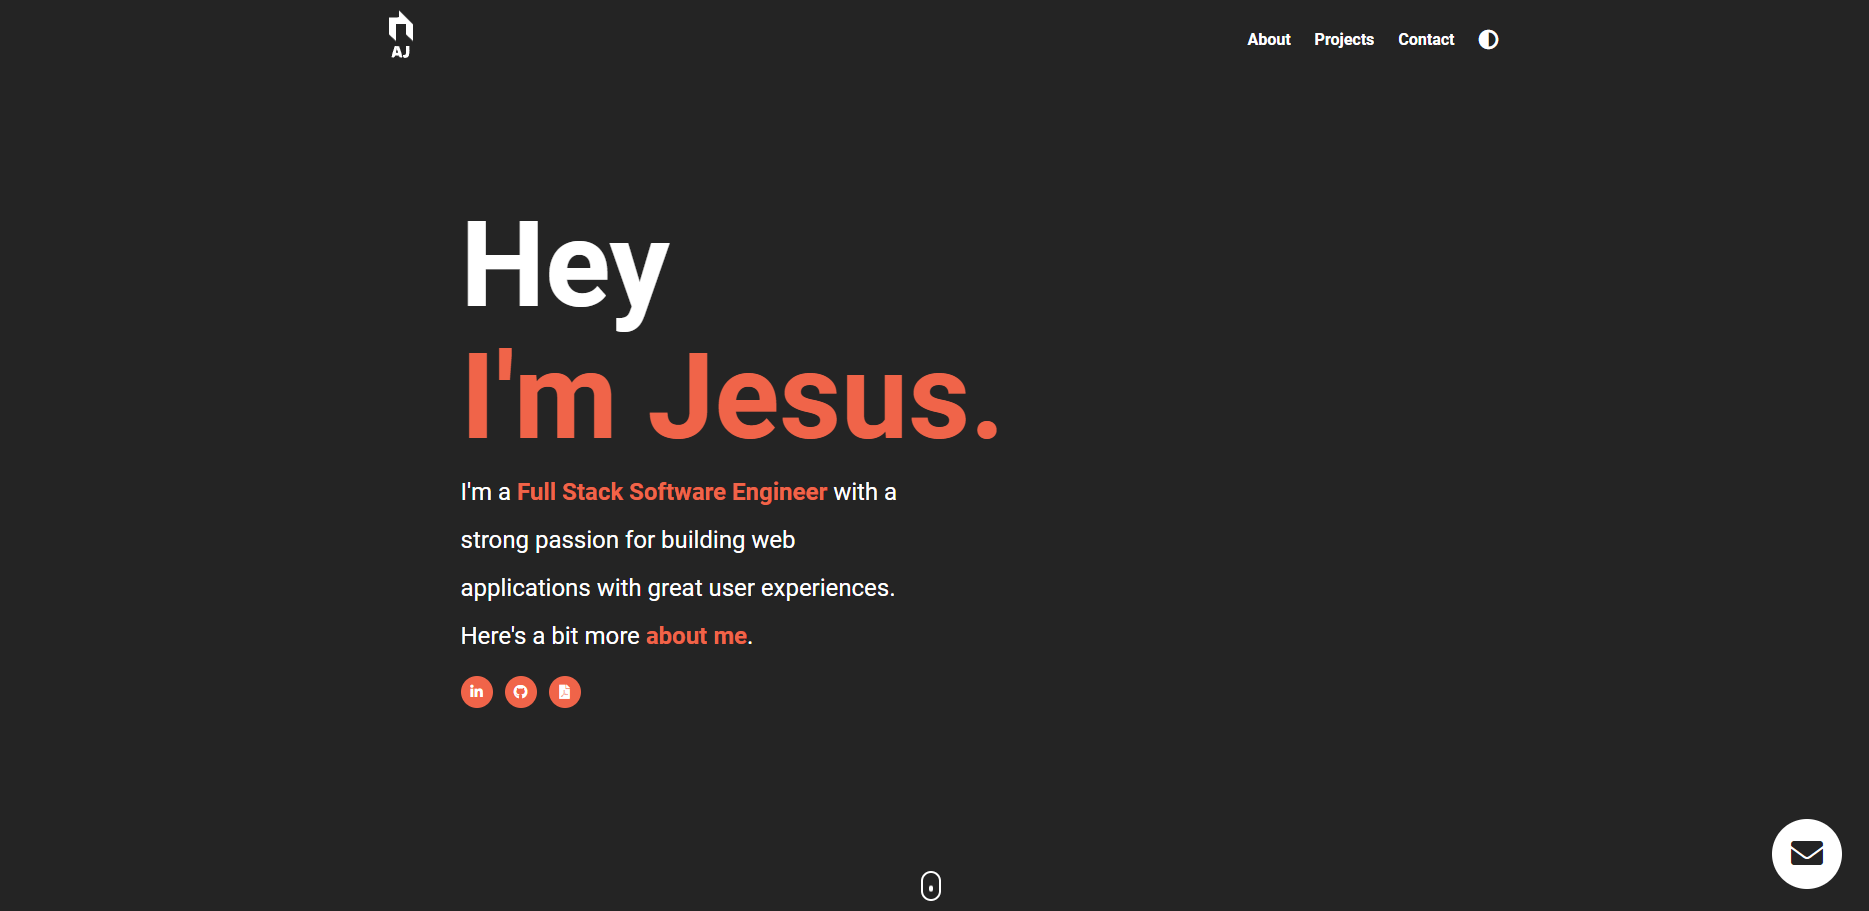 AJ
About Projects Contact
Hey
I'm Jesus.
I'm a Full Stack Software Engineer with a
strong passion for building web
applications with great user experiences.
Here's a bit more about me.
in